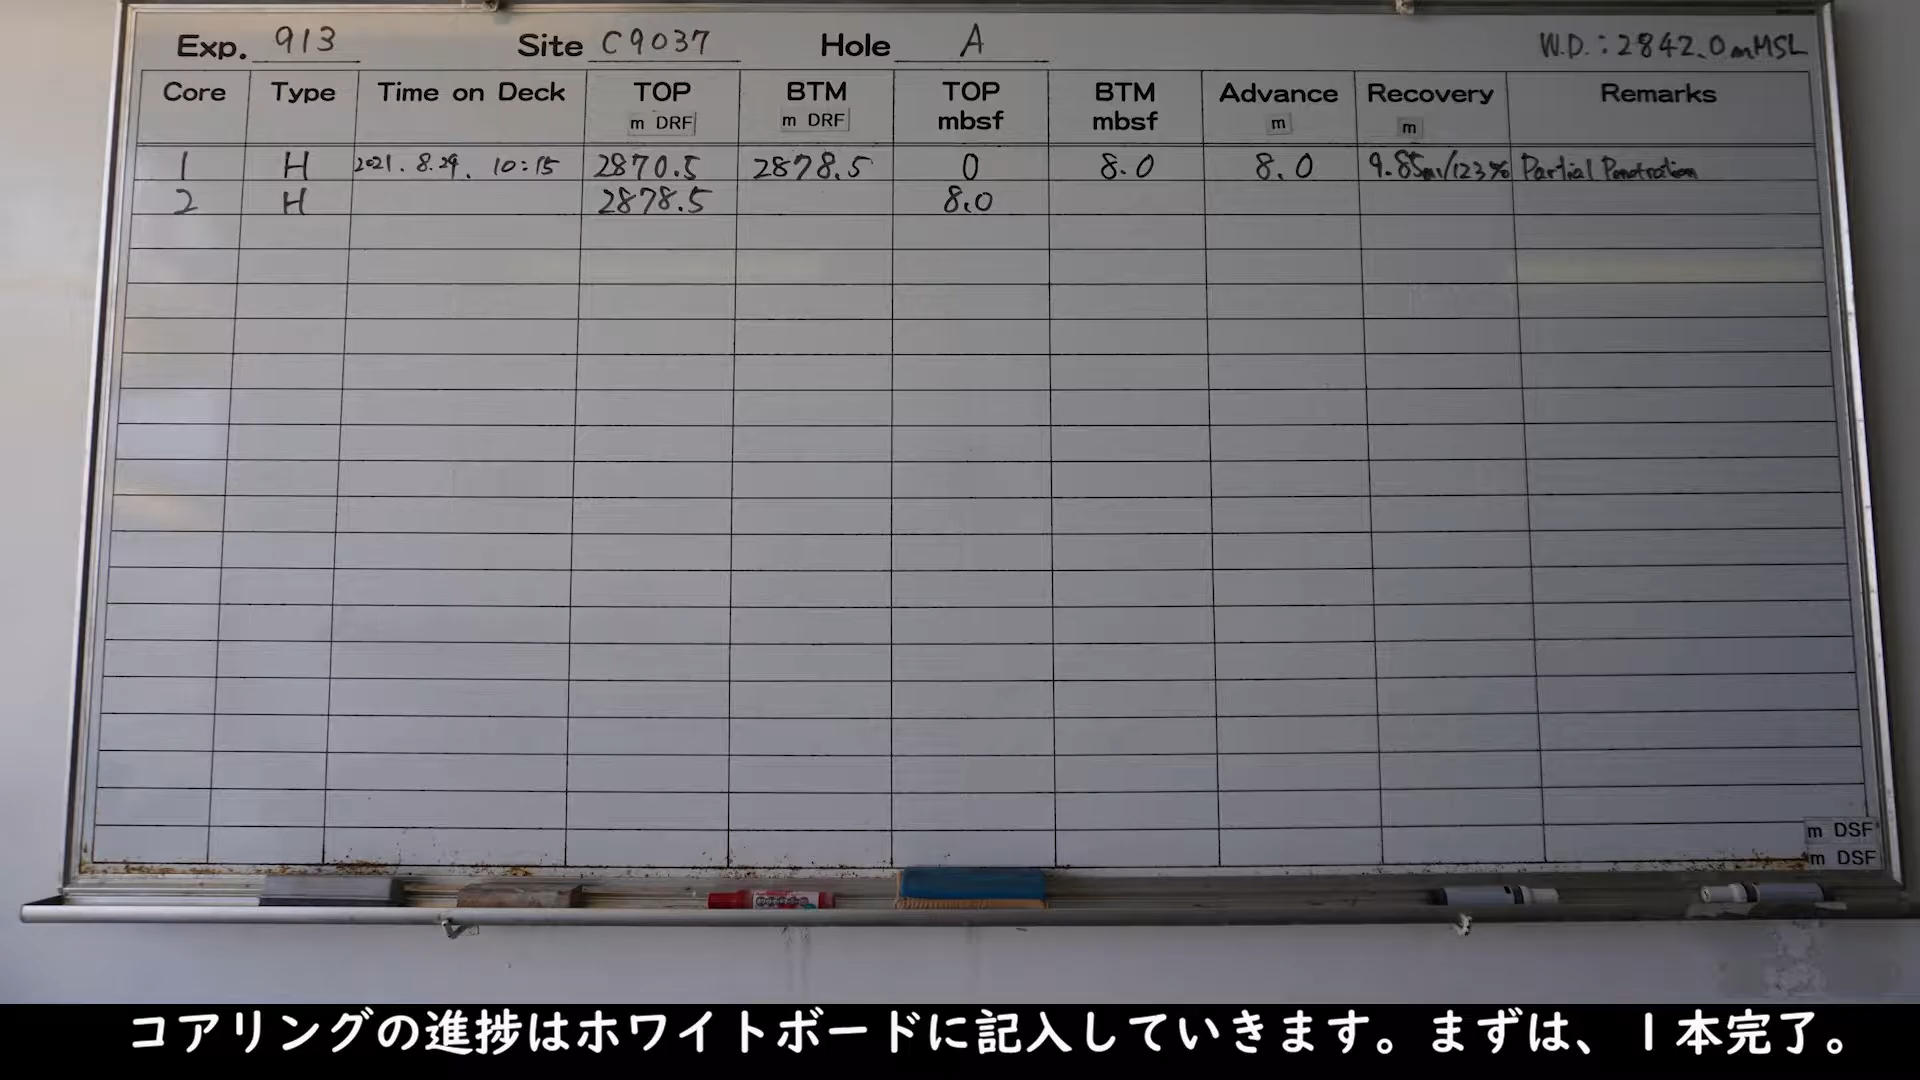 Exp. 913 Site C9037 Hole A W.D.:2842.0mMSL
Core Type Time on Deck TOP m DRF BTM m DRF TOP mbsf BTM mbsf Advance m Recovery m Remarks
1 H 2021.8.29. 10:15 2870.5 2878.5 0 8.0 8.0 9.85m/123% Partial Penetration
2 H 2878.5 8.0
m DSF
m DSF
コアリングの進捗はホワイトボードに記入していきます。まずは、1本完了。